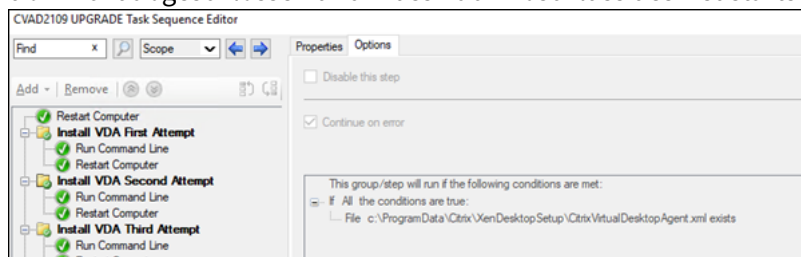 CVAD2109 UPGRADE Task Sequence Editor
Find x Scope
Properties Options
Add Remove
Disable this step
Continue on error
Restart Computer
Install VDA First Attempt
Run Command Line
Restart Computer
Install VDA Second Attempt
Run Command Line
Restart Computer
Install VDA Third Attempt
Run Command Line
This group/step will run if the following conditions are met:
If All the conditions are true:
File c:\ProgramData\Citrix\XenDesktopSetup\CitrixVirtualDesktopAgent.xml exists